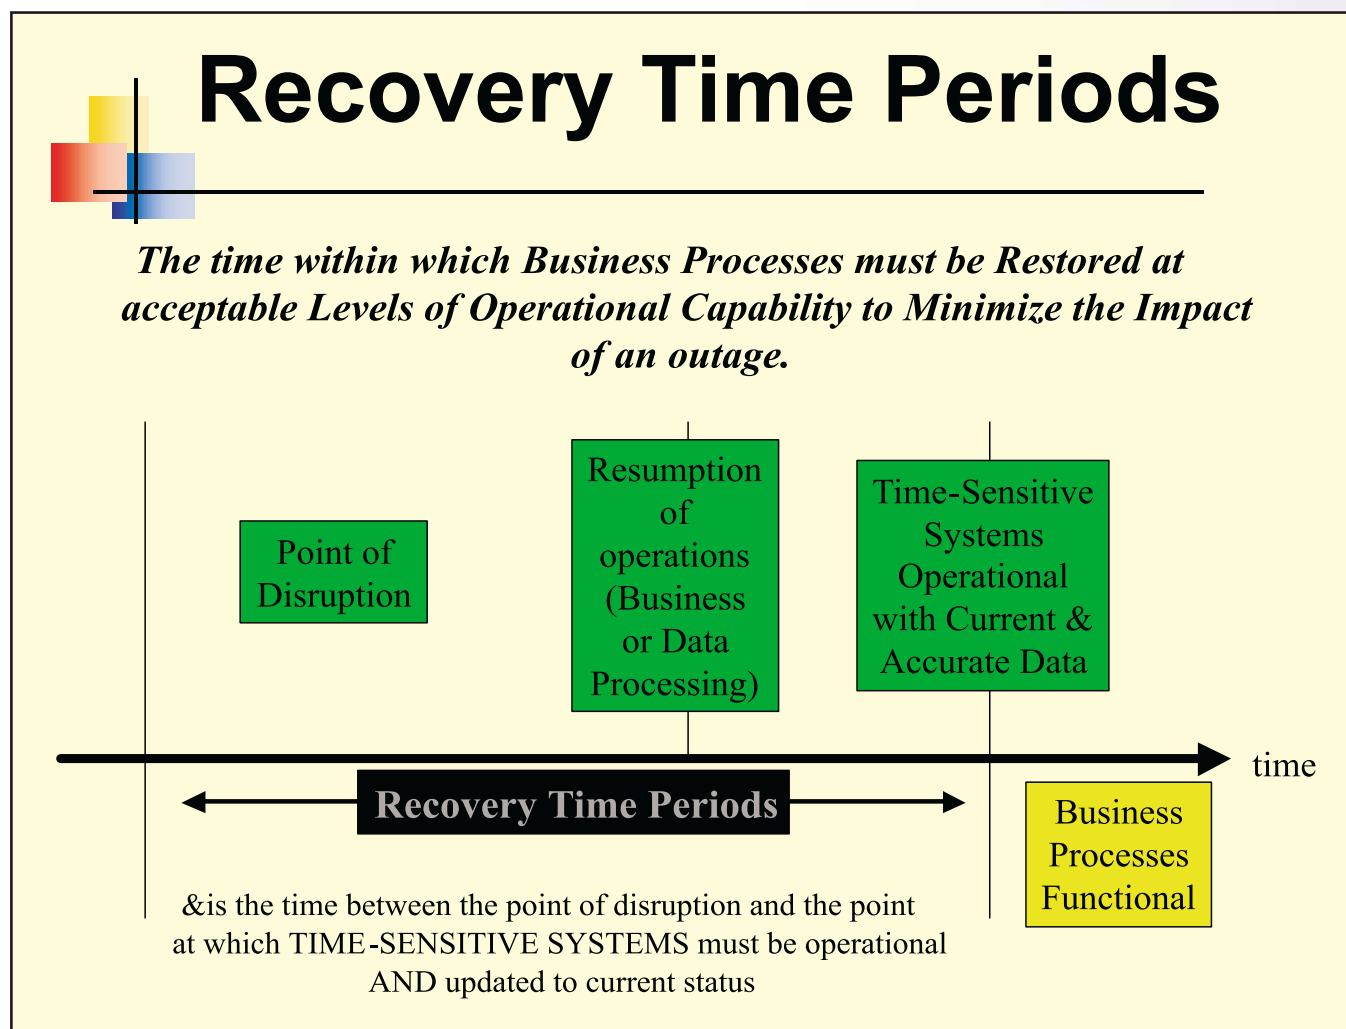 Recovery Time Periods
The time within which Business Processes must be Restored at
acceptable Levels of Operational Capability to Minimize the Impact
of an outage.
Point of
Disruption
Resumption
of
operations
(Business
or Data
Processing)
Time-Sensitive
Systems
Operational
with Current &
Accurate Data
time
Recovery Time Periods
Business
Processes
Functional
&is the time between the point of disruption and the point
at which TIME-SENSITIVE SYSTEMS must be operational
AND updated to current status